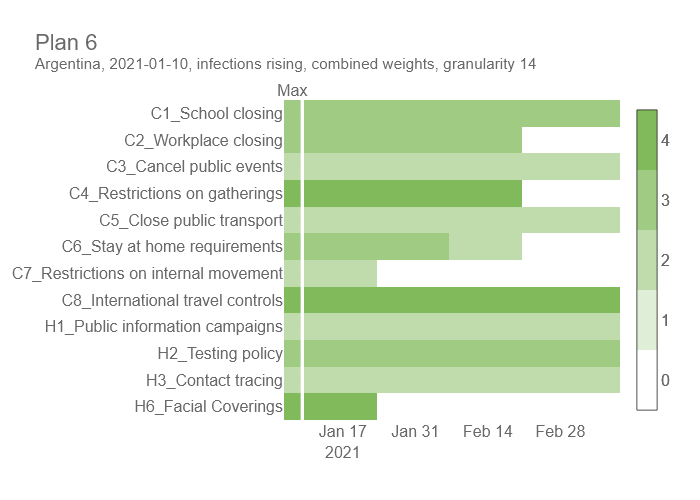 Plan 6
Argentina, 2021-01-10, infections rising, combined weights, granularity 14
Max
C1_School closing
C2_Workplace closing
C3_Cancel public events
C4_Restrictions on gatherings
C5_Close public transport
C6_Stay at home requirements
C7_Restrictions on internal movement
C8_International travel controls
H1_Public information campaigns
H2_Testing policy
H3_Contact tracing
H6_Facial Coverings
Jan 17 Jan 31 Feb 14 Feb 28
2021
4
3
2
1
0